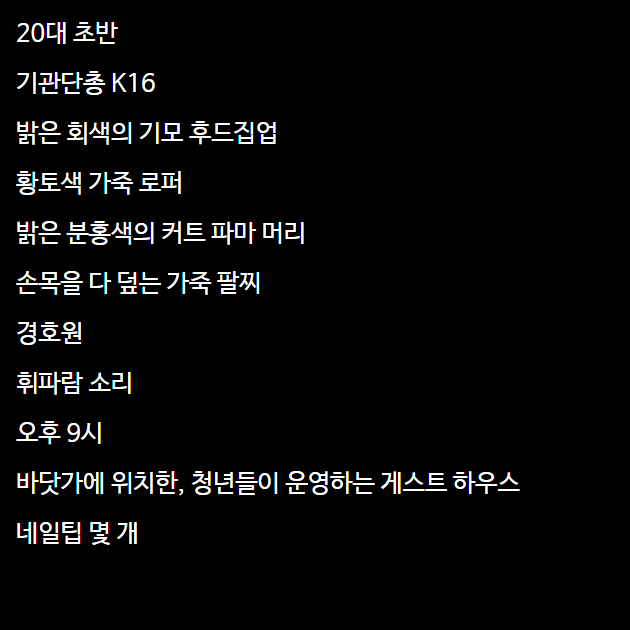 20대 초반
기관단총 K16
밝은 회색의 기모 후드집업
황토색 가죽 로퍼
밝은 분홍색의 커트 파마 머리
손목을 다 덮는 가죽 팔찌
경호원
휘파람 소리
오후 9시
바닷가에 위치한, 청년들이 운영하는 게스트 하우스
네일팁 몇 개